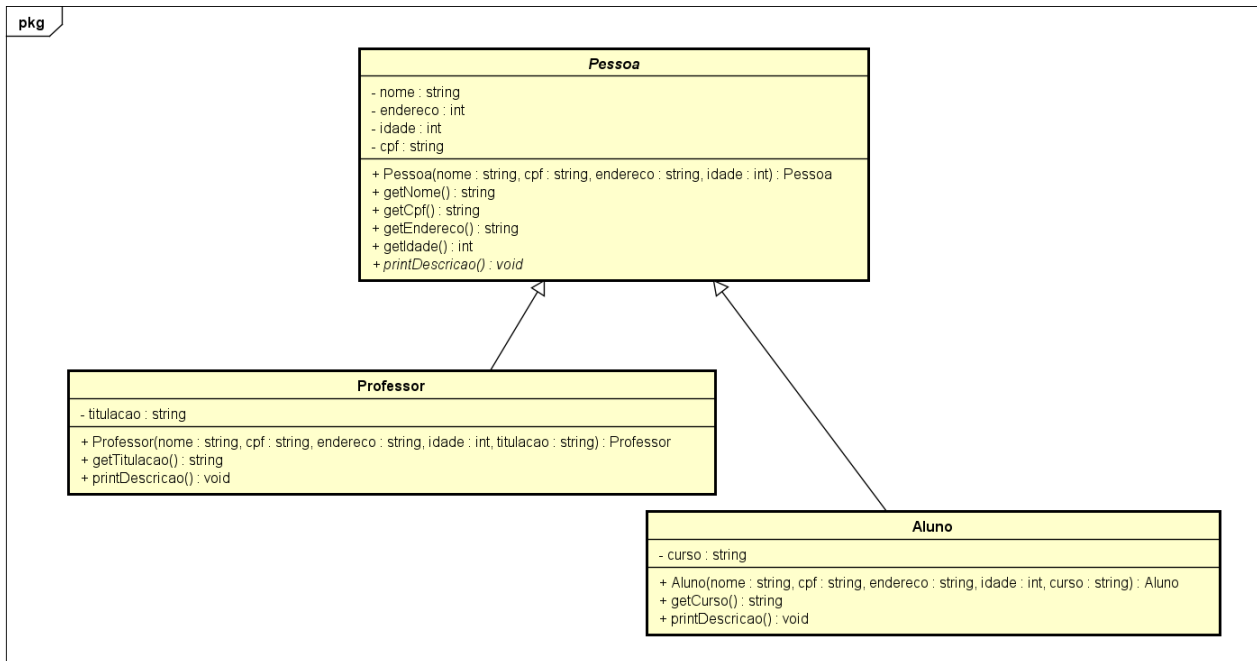 pkg
Pessoa
- nome : string
- endereco : int
- idade : int
- cpf : string
+ Pessoa(nome : string, cpf : string, endereco : string, idade : int) : Pessoa
+ getNome() : string
+ getCpf() : string
+ getEndereco() : string
+ getIdade() : int
+ printDescricao() : void
Professor
- titulacao : string
+ Professor(nome : string, cpf : string, endereco : string, idade : int, titulacao : string) : Professor
+ getTitulacao() : string
+ printDescricao() : void
Aluno
- curso : string
+ Aluno(nome : string, cpf : string, endereco : string, idade : int, curso : string) : Aluno
+ getCurso() : string
+ printDescricao() : void